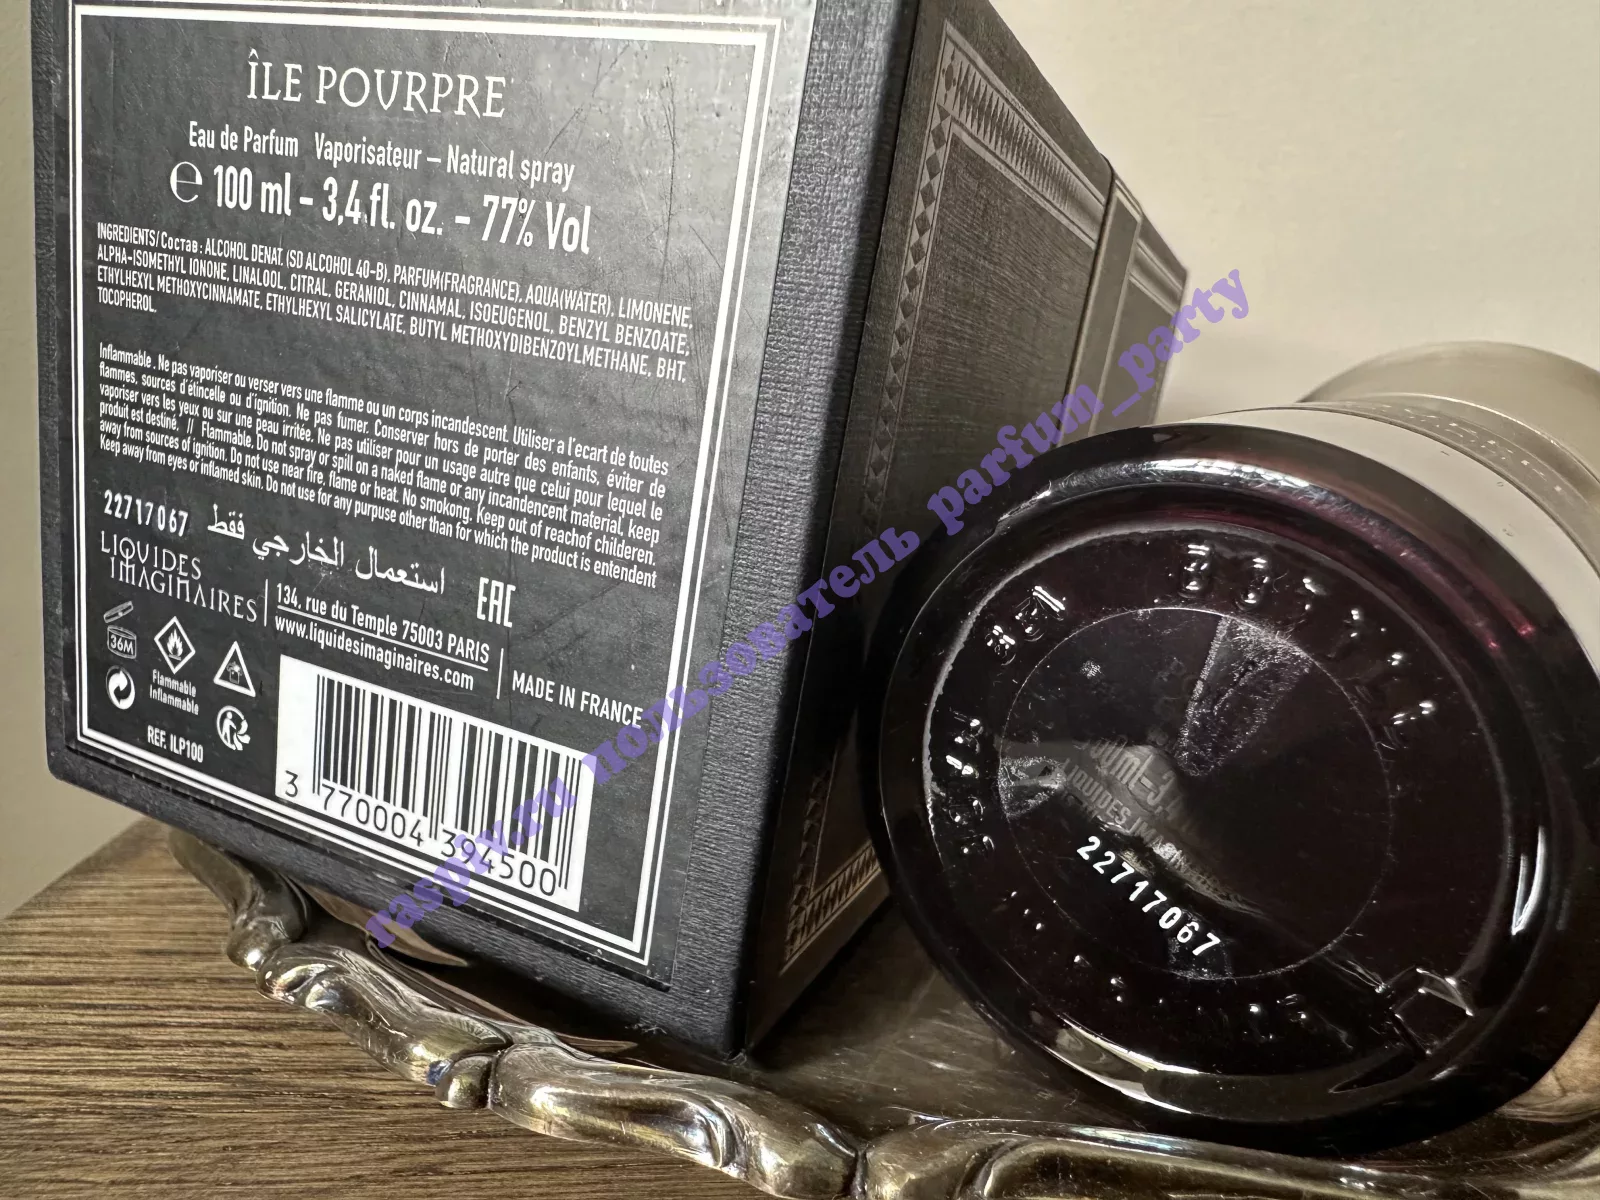 ÎLE POURPRE
Eau de Parfum Vaporisateur – Natural spray
℮ 100 ml - 3,4 fl. oz. - 77% Vol
INGREDIENTS/Состав: ALCOHOL DENAT. (SD ALCOHOL 40-B), PARFUM(FRAGRANCE), AQUA(WATER), LIMONENE,
ALPHA-ISOMETHYL IONONE, LINALOOL, CITRAL, GERANIOL, CINNAMAL, ISOEUGENOL, BENZYL BENZOATE,
ETHYLHEXYL METHOXYCINNAMATE, ETHYLHEXYL SALICYLATE, BUTYL METHOXYDIBENZOYLMETHANE, BHT,
TOCOPHEROL.
Inflammable. Ne pas vaporiser ou verser vers une flamme ou un corps incandescent. Utiliser a l'ecart de toutes
flammes, sources d'étincelle ou d'ignition. Ne pas fumer. Conserver hors de porter des enfants, éviter de
vaporiser vers les yeux ou sur une peau irritée. Ne pas utiliser pour un usage autre que celui pour lequel le
produit est destiné. // Flammable. Do not spray or spill on a naked flame or any incandencent material, keep
away from sources of ignition. Do not use near fire, flame or heat. No smokong. Keep out of reachof childeren.
Keep away from eyes or inflamed skin. Do not use for any purpuse other than for which the product is entendent
22717067 استعمال الخارجي فقط EAC
LIQUIDES
IMAGINAIRES
134, rue du Temple 75003 PARIS
www.liquidesimaginaires.com
MADE IN FRANCE
36M
Flammable
Inflammable
REF. ILP100
3 770004 394500
BOTTLE
100ml-3,4
LIQUIDES IMA
22717067
raspiv.ru пользователь parfum_party